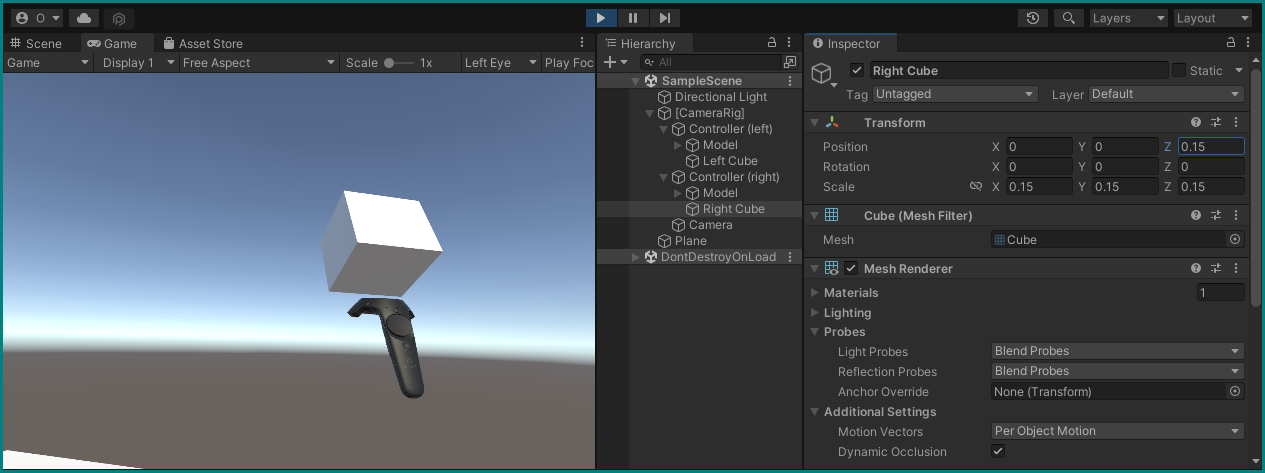 O Layers Layout
Scene Game Asset Store Hierarchy Inspector
Game Display 1 Free Aspect Scale 1x Left Eye Play Foc
All
SampleScene
Directional Light
[CameraRig]
Controller (left)
Model
Left Cube
Controller (right)
Model
Right Cube
Camera
Plane
DontDestroyOnLoad
Right Cube Static
Tag Untagged Layer Default
Transform
Position X 0 Y 0 Z 0.15
Rotation X 0 Y 0 Z 0
Scale X 0.15 Y 0.15 Z 0.15
Cube (Mesh Filter)
Mesh Cube
Mesh Renderer
Materials 1
Lighting
Probes
Light Probes Blend Probes
Reflection Probes Blend Probes
Anchor Override None (Transform)
Additional Settings
Motion Vectors Per Object Motion
Dynamic Occlusion